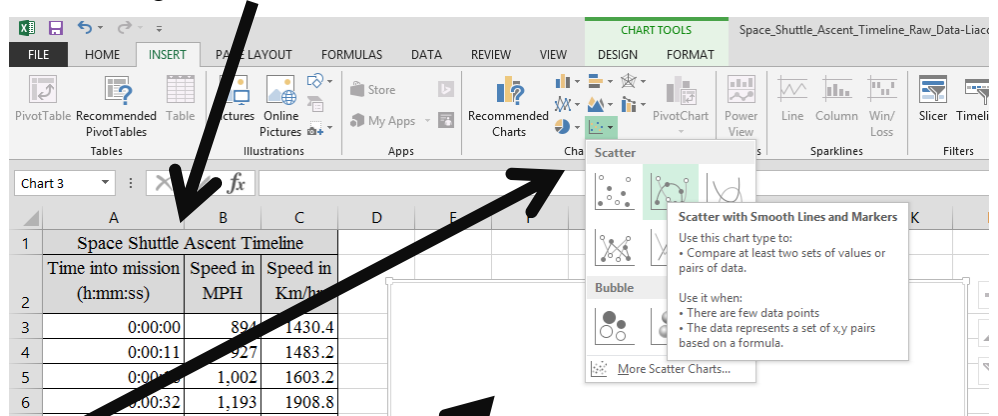 CHART TOOLS
Space_Shuttle_Ascent_Timeline_Raw_Data-Liacc
FILE HOME INSERT PAGE LAYOUT FORMULAS DATA REVIEW VIEW DESIGN FORMAT
Store
My Apps
PivotTable Recommended PivotTables Table Pictures Online Pictures Recommended Charts PivotChart Power View Line Column Win/ Loss Slicer
Tables Illustrations Apps Sparklines Filters
Chart 3 fx
A B C D K
1 Space Shuttle Ascent Timeline
2 Time into mission (h:mm:ss) Speed in MPH Speed in
3 0:00:00 894 1430.4
4 0:00:11 927 1483.2
5 1,002 1603.2
6 1,193 1908.8
Scatter
Scatter with Smooth Lines and Markers
Use this chart type to:
• Compare at least two sets of values or
pairs of data.
Use it when:
• There are few data points
• The data represents a set of x,y pairs
based on a formula.
Bubble
More Scatter Charts...